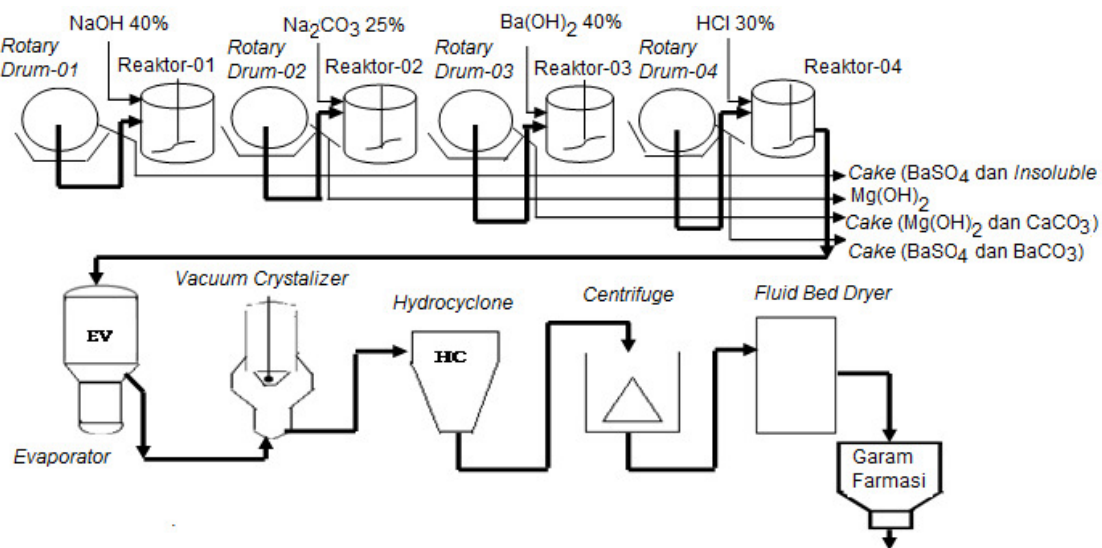 NaOH 40%
Na2CO3 25%
Ba(OH)2 40%
HCl 30%
Rotary
Drum-01
Reaktor-01
Rotary
Drum-02
Reaktor-02
Rotary
Drum-03
Reaktor-03
Rotary
Drum-04
Reaktor-04
Cake (BaSO4 dan Insoluble
Mg(OH)2
Cake (Mg(OH)2 dan CaCO3)
Cake (BaSO4 dan BaCO3)
Vacuum Crystalizer
Hydrocyclone
Centrifuge
Fluid Bed Dryer
EV
HC
Evaporator
Garam
Farmasi